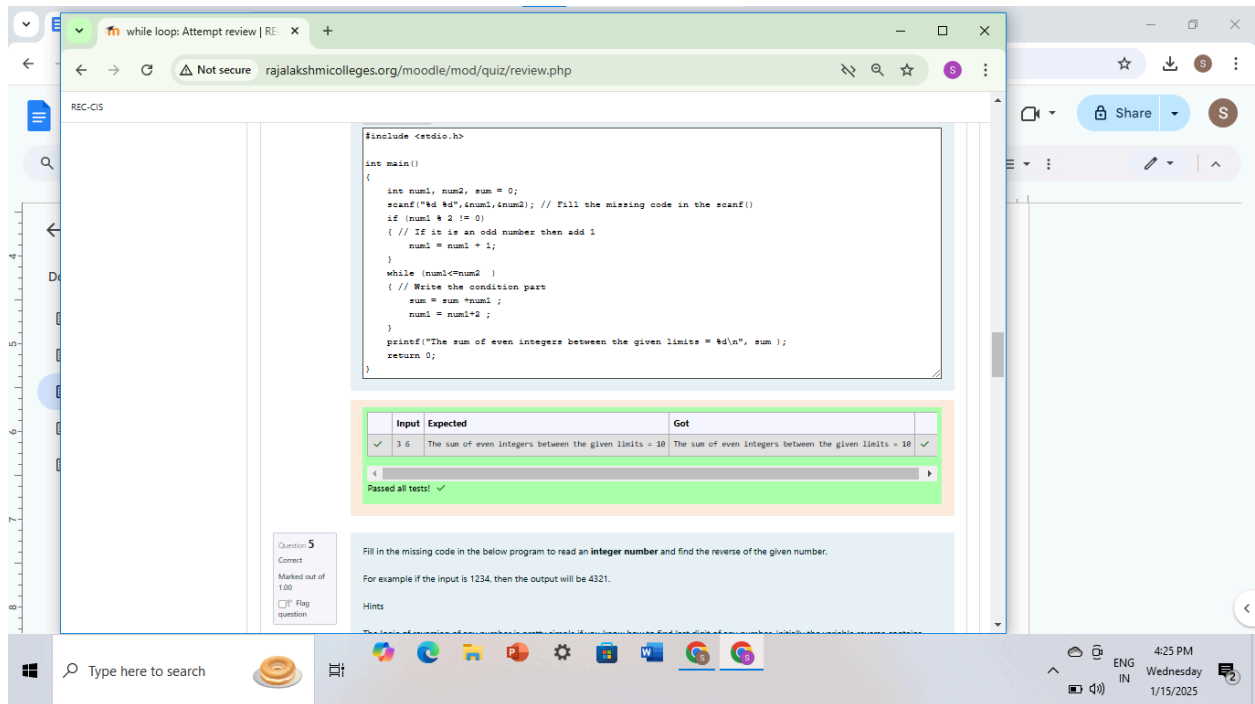 while loop: Attempt review | RE
Not secure rajalakshmicolleges.org/moodle/mod/quiz/review.php
S
S
REC-CIS
Share
S
#include <stdio.h>
int main()
{
int num1, num2, sum = 0;
scanf("%d %d",&num1,&num2); // Fill the missing code in the scanf()
if (num1 % 2 != 0)
{ // If it is an odd number then add 1
num1 = num1 + 1;
}
while (num1<=num2 )
{ // Write the condition part
sum = sum +num1 ;
num1 = num1+2 ;
}
printf("The sum of even integers between the given limits = %d\n", sum );
return 0;
}
Input Expected Got
3 6 The sum of even integers between the given limits = 10 The sum of even integers between the given limits = 10
Passed all tests!
Question 5
Correct
Marked out of
1.00
Flag
question
Fill in the missing code in the below program to read an integer number and find the reverse of the given number.
For example if the input is 1234, then the output will be 4321.
Hints
4
5
6
7
8
Type here to search
ENG
IN
4:25 PM
Wednesday
1/15/2025
2